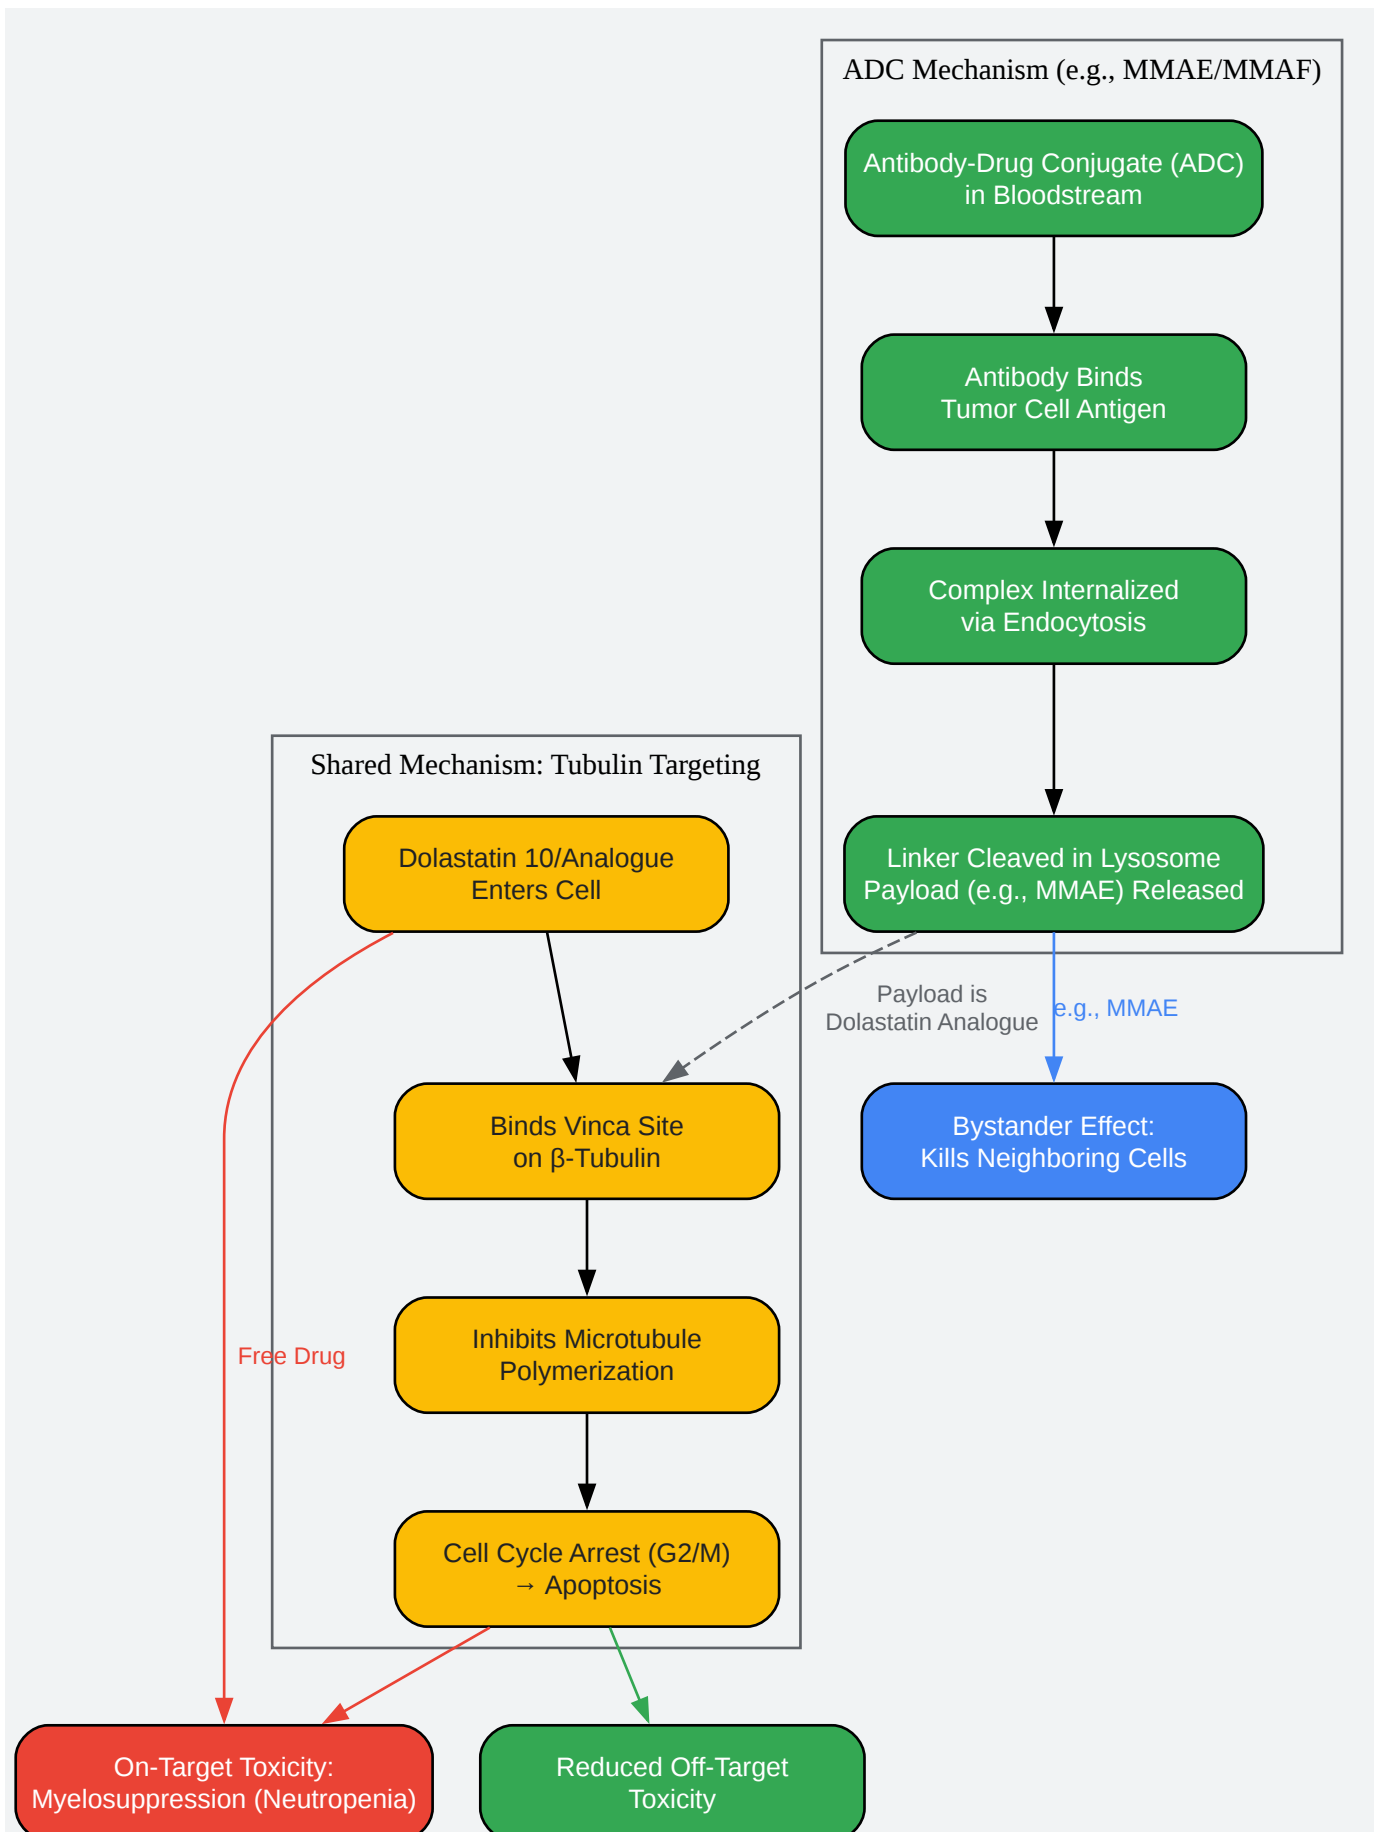 ADC Mechanism (e.g., MMAE/MMAF)
Antibody-Drug Conjugate (ADC)
in Bloodstream
Antibody Binds
Tumor Cell Antigen
Complex Internalized
via Endocytosis
Linker Cleaved in Lysosome
Payload (e.g., MMAE) Released
Shared Mechanism: Tubulin Targeting
Dolastatin 10/Analogue
Enters Cell
Payload is
Dolastatin Analogue
e.g., MMAE
Binds Vinca Site
on β-Tubulin
Bystander Effect:
Kills Neighboring Cells
Inhibits Microtubule
Polymerization
Free Drug
Cell Cycle Arrest (G2/M)
→ Apoptosis
On-Target Toxicity:
Myelosuppression (Neutropenia)
Reduced Off-Target
Toxicity